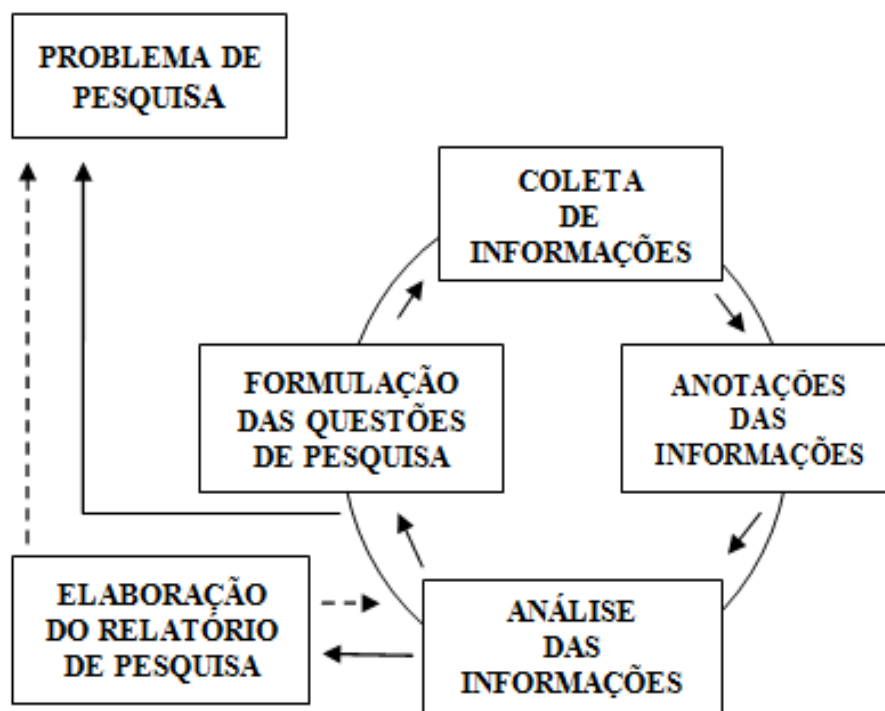 PROBLEMA DE
PESQUISA
COLETA
DE
INFORMAÇÕES
FORMULAÇÃO
DAS QUESTÕES
DE PESQUISA
ANOTAÇÕES
DAS
INFORMAÇÕES
ELABORAÇÃO
DO RELATÓRIO
DE PESQUISA
ANÁLISE
DAS
INFORMAÇÕES